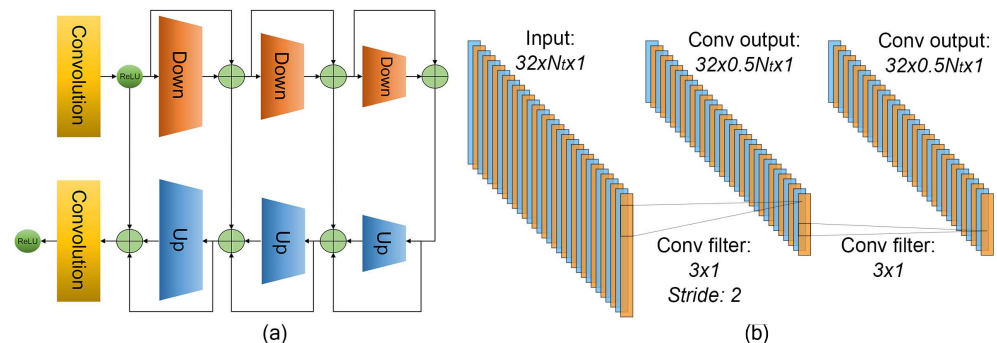 Convolution
ReLU
Down
Down
Down
Convolution
ReLU
Up
Up
Up
(a)
Input:
32xNtx1
Conv output:
32x0.5Ntx1
Conv output:
32x0.5Ntx1
Conv filter:
3x1
Stride: 2
Conv filter:
3x1
(b)